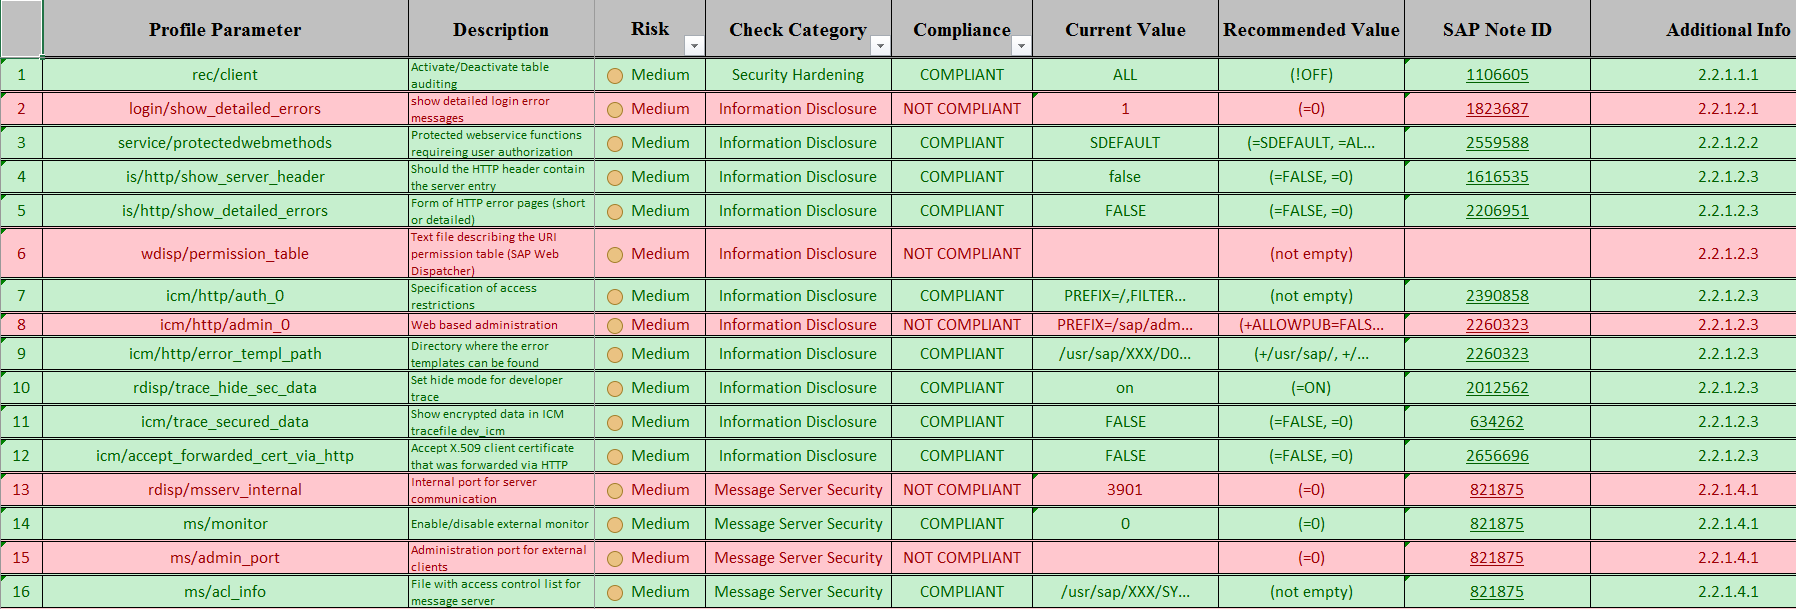 Profile Parameter Description Risk Check Category Compliance Current Value Recommended Value SAP Note ID Additional Info
1 rec/client Activate/Deactivate table auditing Medium Security Hardening COMPLIANT ALL (!OFF) 1106605 2.2.1.1.1
2 login/show_detailed_errors show detailed login error messages Medium Information Disclosure NOT COMPLIANT 1 (=0) 1823687 2.2.1.2.1
3 service/protectedwebmethods Protected webservice functions requireing user authorization Medium Information Disclosure COMPLIANT SDEFAULT (=SDEFAULT, =AL... 2559588 2.2.1.2.2
4 is/http/show_server_header Should the HTTP header contain the server entry Medium Information Disclosure COMPLIANT false (=FALSE, =0) 1616535 2.2.1.2.3
5 is/http/show_detailed_errors Form of HTTP error pages (short or detailed) Medium Information Disclosure COMPLIANT FALSE (=FALSE, =0) 2206951 2.2.1.2.3
6 wdisp/permission_table Text file describing the URI permission table (SAP Web Dispatcher) Medium Information Disclosure NOT COMPLIANT (not empty) 2.2.1.2.3
7 icm/http/auth_0 Specification of access restrictions Medium Information Disclosure COMPLIANT PREFIX=/,FILTER... (not empty) 2390858 2.2.1.2.3
8 icm/http/admin_0 Web based administration Medium Information Disclosure NOT COMPLIANT PREFIX=/sap/adm... (+ALLOWPUB=FALS... 2260323 2.2.1.2.3
9 icm/http/error_templ_path Directory where the error templates can be found Medium Information Disclosure COMPLIANT /usr/sap/XXX/D0... (+/usr/sap/, +/... 2260323 2.2.1.2.3
10 rdisp/trace_hide_sec_data Set hide mode for developer trace Medium Information Disclosure COMPLIANT on (=ON) 2012562 2.2.1.2.3
11 icm/trace_secured_data Show encrypted data in ICM tracefile dev_icm Medium Information Disclosure COMPLIANT FALSE (=FALSE, =0) 634262 2.2.1.2.3
12 icm/accept_forwarded_cert_via_http Accept X.509 client certificate that was forwarded via HTTP Medium Information Disclosure COMPLIANT FALSE (=FALSE, =0) 2656696 2.2.1.2.3
13 rdisp/msserv_internal Internal port for server communication Medium Message Server Security NOT COMPLIANT 3901 (=0) 821875 2.2.1.4.1
14 ms/monitor Enable/disable external monitor Medium Message Server Security COMPLIANT 0 (=0) 821875 2.2.1.4.1
15 ms/admin_port Administration port for external clients Medium Message Server Security NOT COMPLIANT (=0) 821875 2.2.1.4.1
16 ms/acl_info File with access control list for message server Medium Message Server Security COMPLIANT /usr/sap/XXX/SY... (not empty) 821875 2.2.1.4.1